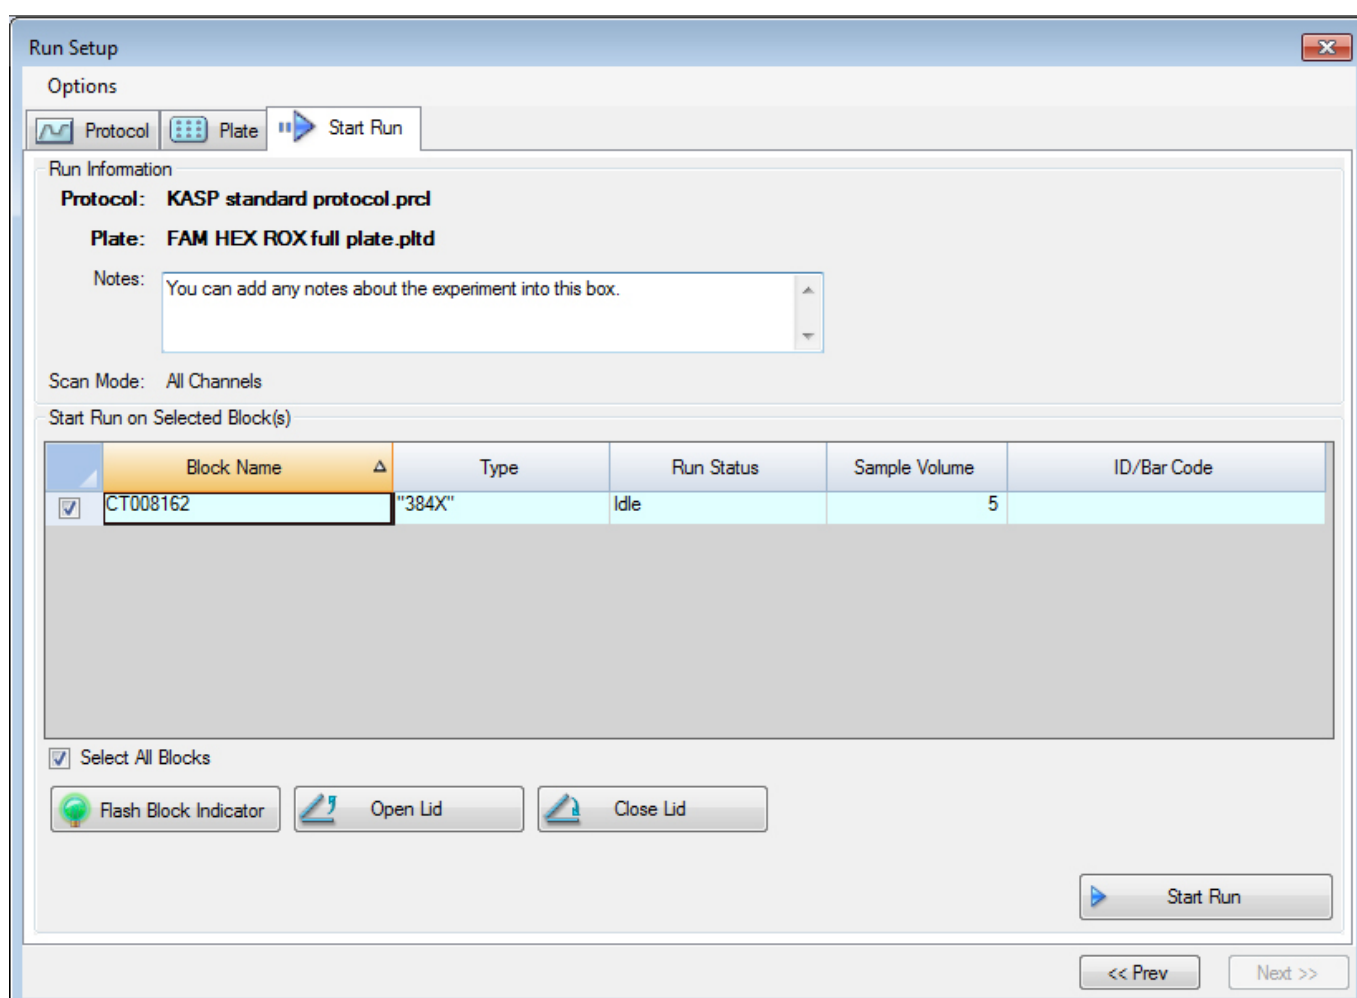 Run Setup
Options
Protocol Plate Start Run
Run Information
Protocol: KASP standard protocol.prcl
Plate: FAM HEX ROX full plate.pltd
Notes: You can add any notes about the experiment into this box.
Scan Mode: All Channels
Start Run on Selected Block(s)
Block Name Type Run Status Sample Volume ID/Bar Code
CT008162 "384X" Idle 5
Select All Blocks
Flash Block Indicator Open Lid Close Lid
Start Run
<< Prev Next >>